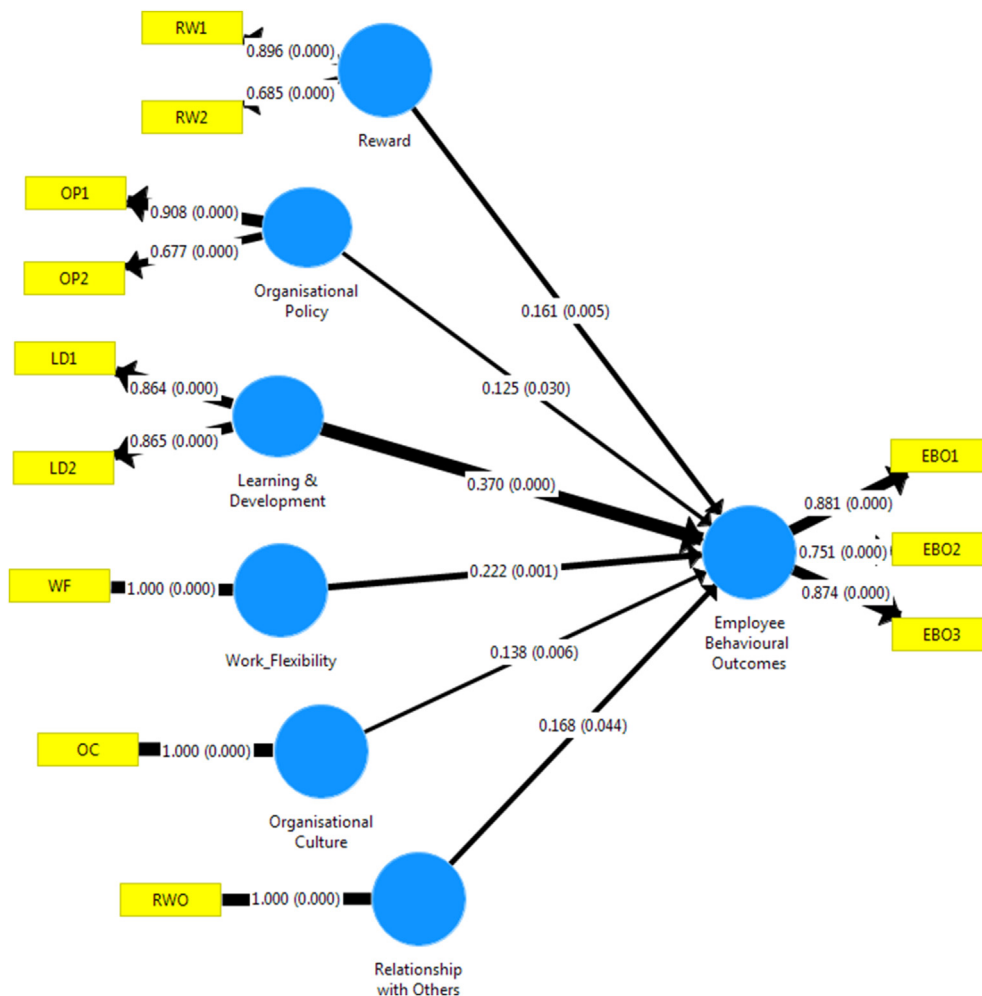 RW1
0.896 (0.000)
RW2
0.685 (0.000)
Reward
OP1
0.908 (0.000)
OP2
0.677 (0.000)
Organisational
Policy
LD1
0.864 (0.000)
LD2
0.865 (0.000)
Learning &
Development
WF
1.000 (0.000)
Work_Flexibility
OC
1.000 (0.000)
Organisational
Culture
RWO
1.000 (0.000)
Relationship
with Others
0.161 (0.005)
0.125 (0.030)
0.370 (0.000)
0.222 (0.001)
0.138 (0.006)
0.168 (0.044)
Employee
Behavioural
Outcomes
EBO1
0.881 (0.000)
EBO2
0.751 (0.000)
EBO3
0.874 (0.000)